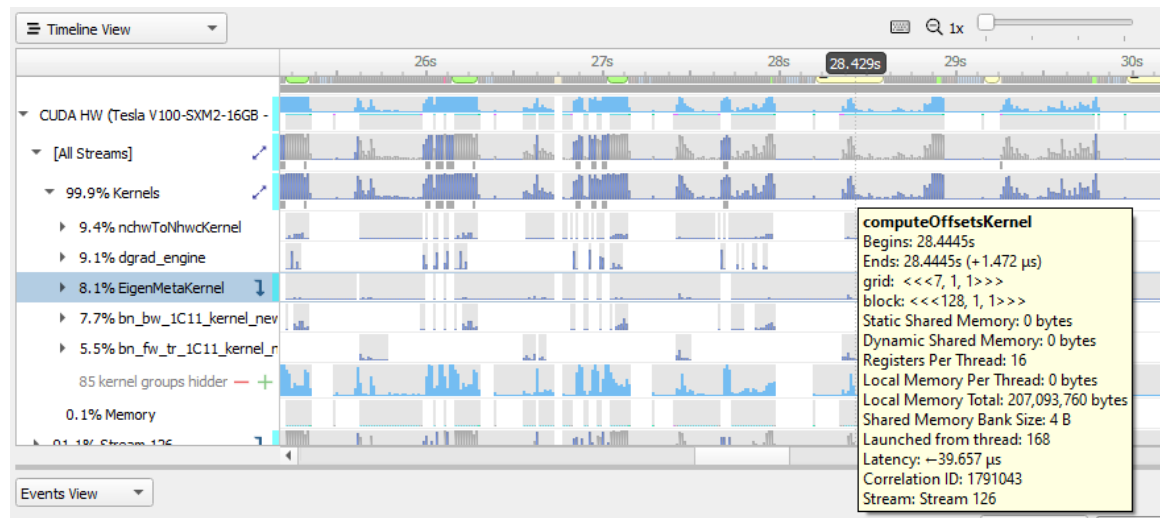 Timeline View
1x
26s
27s
28s
28.429s
29s
30s
CUDA HW (Tesla V100-SXM2-16GB -
[All Streams]
99.9% Kernels
9.4% nchwToNhwcKernel
9.1% dgrad_engine
8.1% EigenMetaKernel
7.7% bn_bw_1C11_kernel_new
5.5% bn_fw_tr_1C11_kernel_n
85 kernel groups hidden
0.1% Memory
91.1% Stream 126
computeOffsetsKernel
Begins: 28.4445s
Ends: 28.4445s (+1.472 μs)
grid: <<<7, 1, 1>>>
block: <<<128, 1, 1>>>
Static Shared Memory: 0 bytes
Dynamic Shared Memory: 0 bytes
Registers Per Thread: 16
Local Memory Per Thread: 0 bytes
Local Memory Total: 207,093,760 bytes
Shared Memory Bank Size: 4 B
Launched from thread: 168
Latency: ←39.657 μs
Correlation ID: 1791043
Stream: Stream 126
Events View